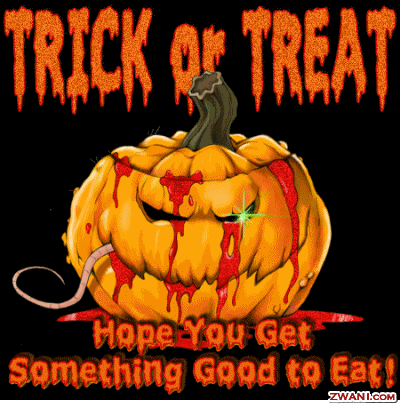 TRICK or TREAT
Hope You Get
Something Good to Eat!
ZWANI.COM